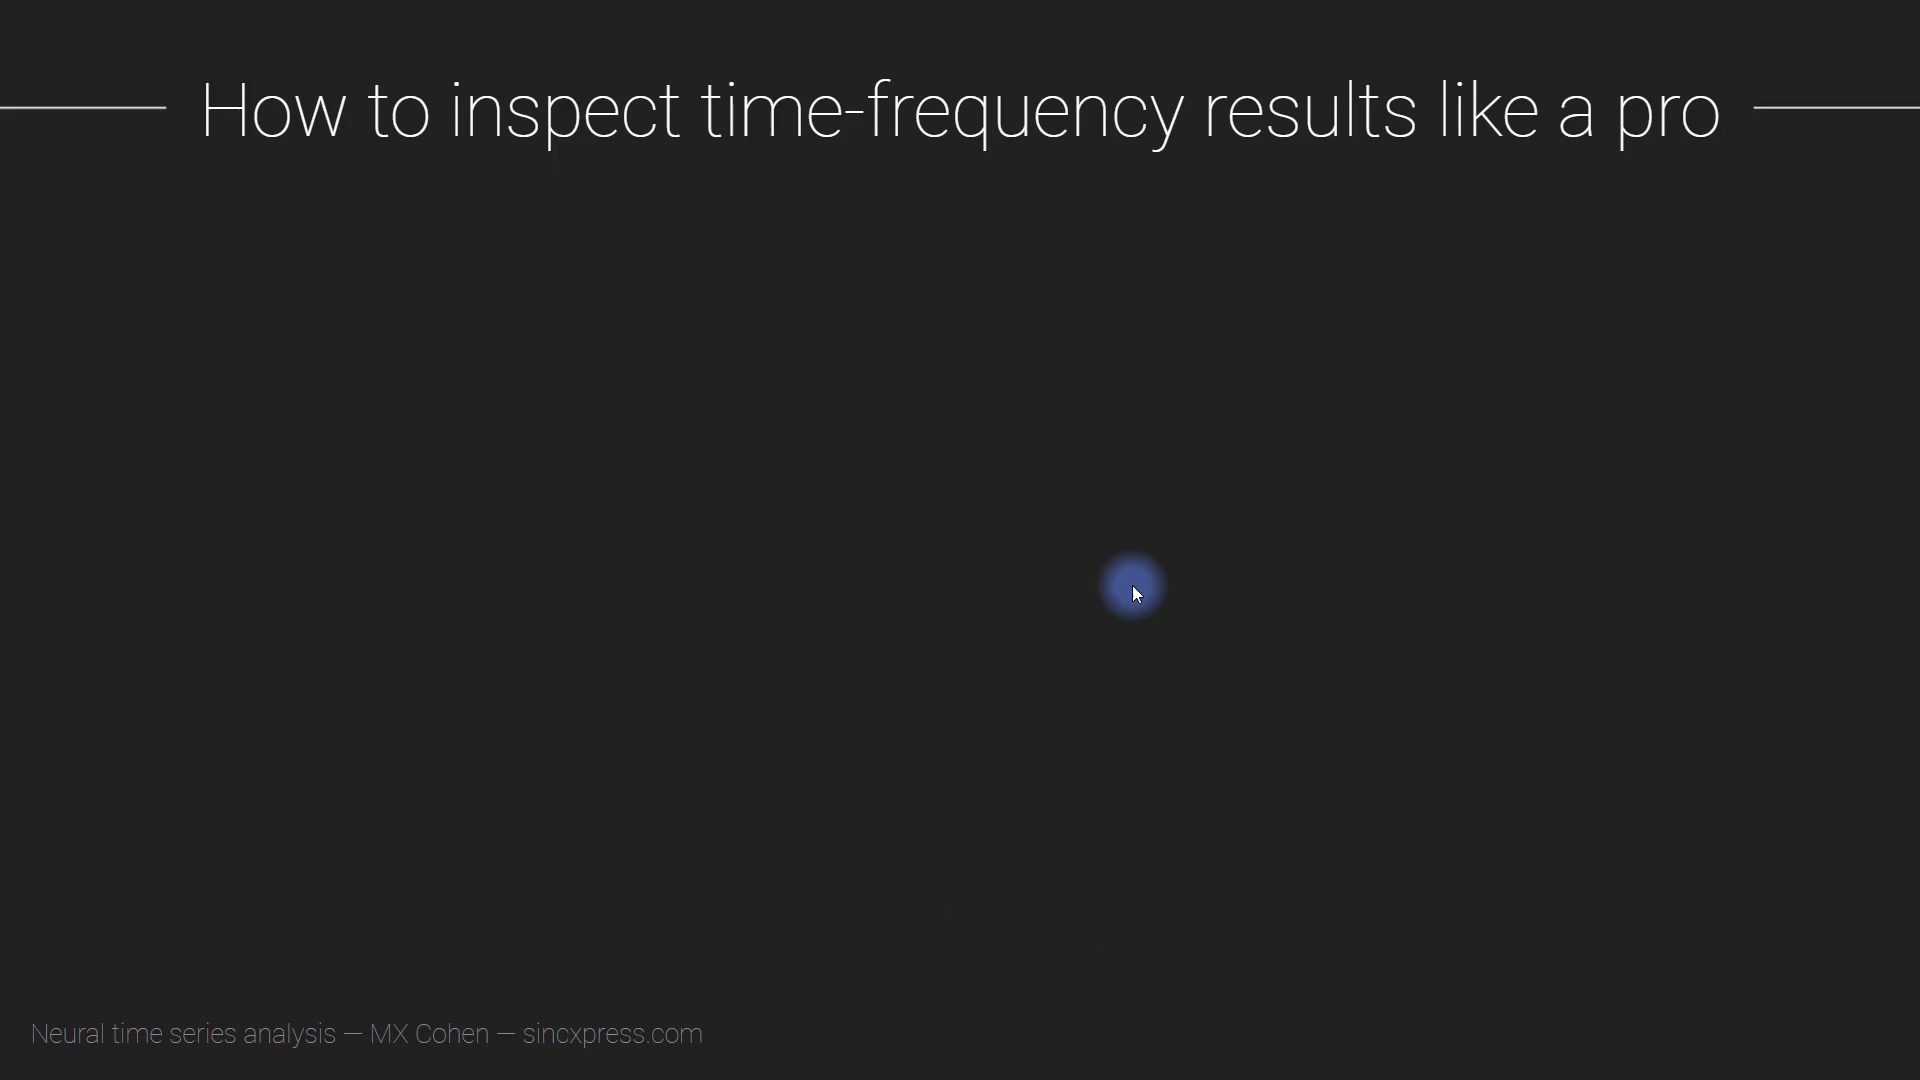 How to inspect time-frequency results like a pro
Neural time series analysis — MX Cohen — sincxpress.com